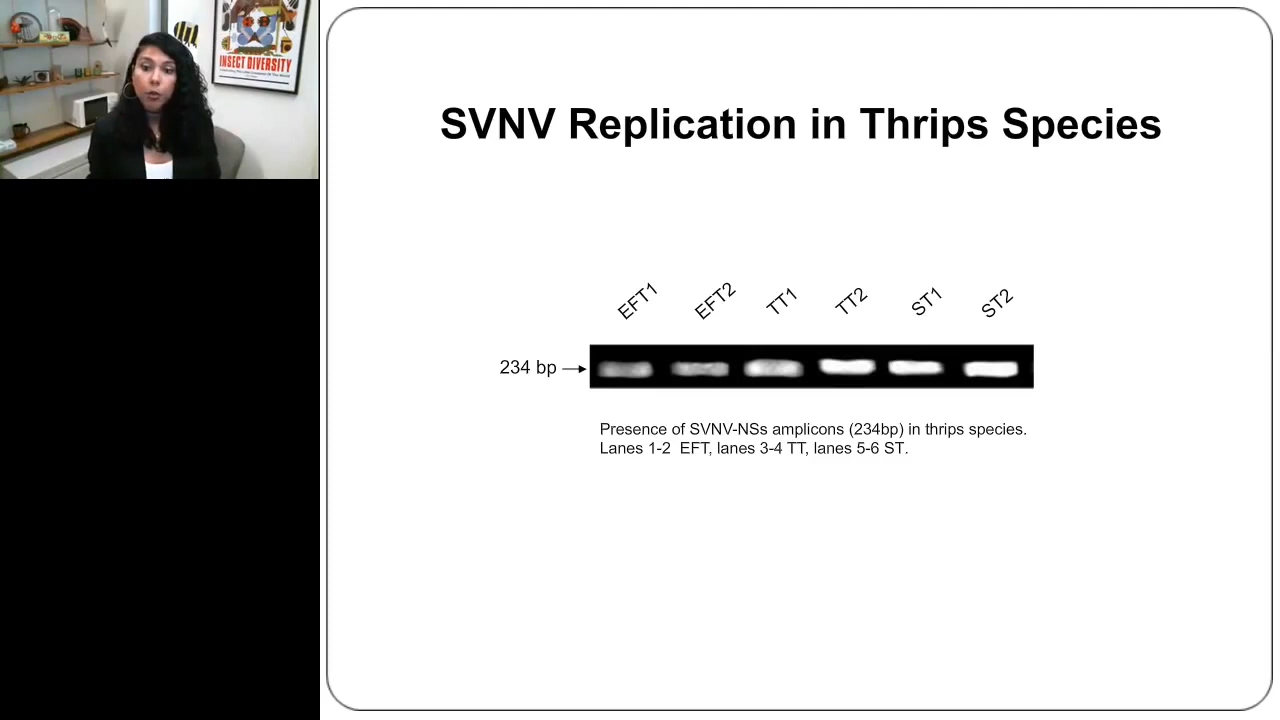 INSECT DIVERSITY
SVNV Replication in Thrips Species
EFT1 EFT2 TT1 TT2 ST1 ST2
234 bp
Presence of SVNV-NSs amplicons (234bp) in thrips species.
Lanes 1-2 EFT, lanes 3-4 TT, lanes 5-6 ST.